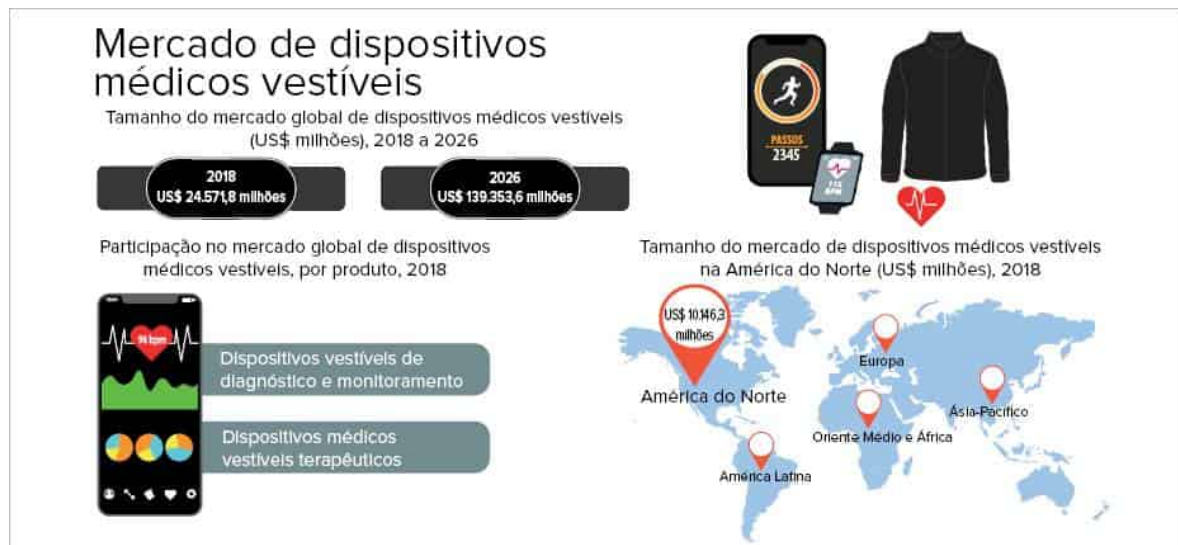 Mercado de dispositivos
médicos vestíveis
Tamanho do mercado global de dispositivos médicos vestíveis
(US$ milhões), 2018 a 2026
2018
US$ 24.571,8 milhões
2026
US$ 139.353,6 milhões
PASSOS
2345
113
BPM
Participação no mercado global de dispositivos
médicos vestíveis, por produto, 2018
94 bpm
Dispositivos vestíveis de
diagnóstico e monitoramento
Dispositivos médicos
vestíveis terapêuticos
Tamanho do mercado de dispositivos médicos vestíveis
na América do Norte (US$ milhões), 2018
US$ 10.146,3
milhões
América do Norte
Europa
Ásia-Pacífico
Oriente Médio e África
América Latina